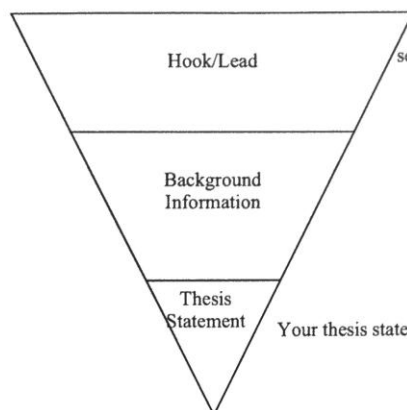 Hook/Lead
Background
Information
Thesis
Statement
Your thesis state